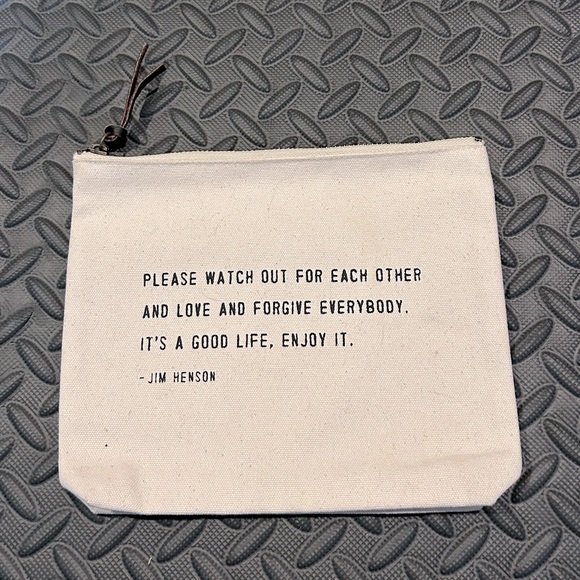 PLEASE WATCH OUT FOR EACH OTHER
AND LOVE AND FORGIVE EVERYBODY.
IT'S A GOOD LIFE, ENJOY IT.
- JIM HENSON